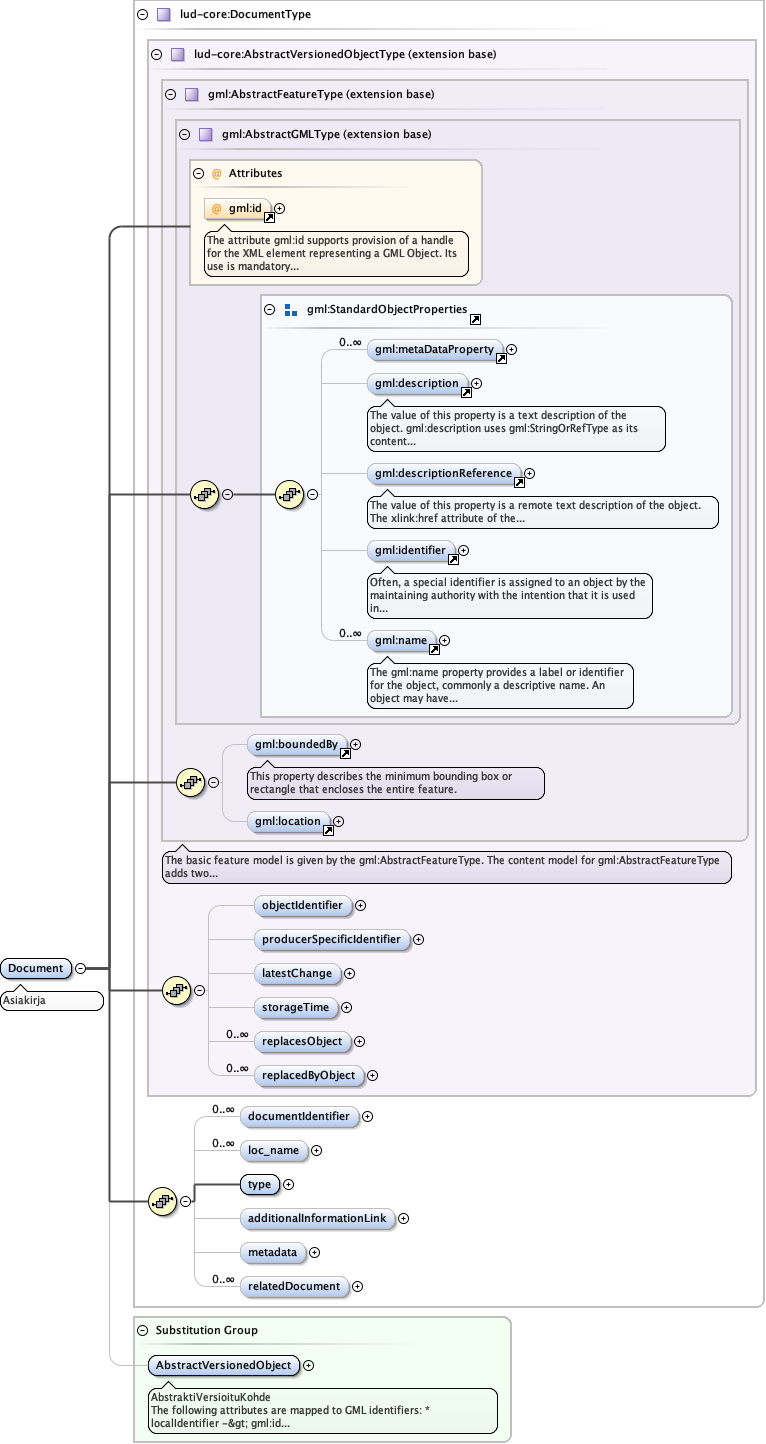 lud-core:DocumentType
lud-core:AbstractVersionedObjectType (extension base)
gml:AbstractFeatureType (extension base)
gml:AbstractGMLType (extension base)
@ Attributes
@ gml:id
The attribute gml:id supports provision of a handle
for the XML element representing a GML Object. Its
use is mandatory...
gml:StandardObjectProperties
0..∞
gml:metaDataProperty
gml:description
The value of this property is a text description of the
object. gml:description uses gml:StringOrRefType as its
content...
gml:descriptionReference
The value of this property is a remote text description of the object.
The xlink:href attribute of the...
gml:identifier
Often, a special identifier is assigned to an object by the
maintaining authority with the intention that it is used
in...
0..∞
gml:name
The gml:name property provides a label or identifier
for the object, commonly a descriptive name. An
object may have...
gml:boundedBy
This property describes the minimum bounding box or
rectangle that encloses the entire feature.
gml:location
The basic feature model is given by the gml:AbstractFeatureType. The content model for gml:AbstractFeatureType
adds two...
objectIdentifier
producerSpecificIdentifier
Document
Asiakirja
latestChange
storageTime
0..∞
replacesObject
0..∞
replacedByObject
0..∞
documentIdentifier
0..∞
loc_name
type
additionalInformationLink
metadata
0..∞
relatedDocument
Substitution Group
AbstractVersionedObject
AbstraktiVersioituKohde
The following attributes are mapped to GML identifiers: *
localIdentifier -&gt; gml:id...